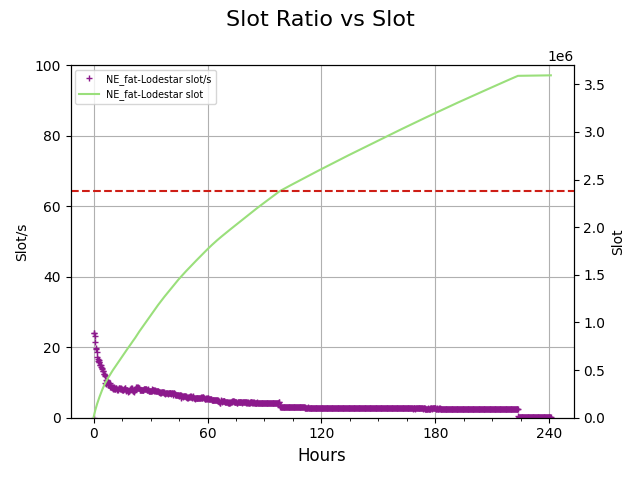 Slot Ratio vs Slot
1e6
NE_fat-Lodestar slot/s
NE_fat-Lodestar slot
100
80
60
40
20
0
Slot/s
3.5
3.0
2.5
2.0
1.5
1.0
0.5
0.0
Slot
0 60 120 180 240
Hours